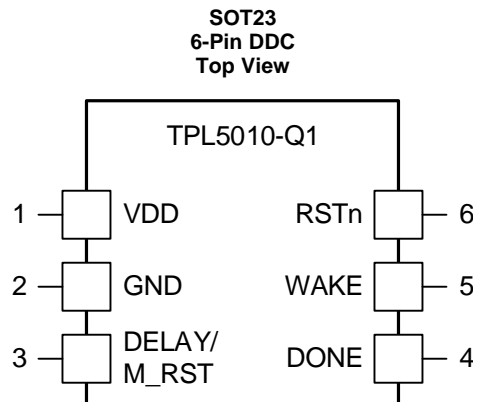 SOT23
6-Pin DDC
Top View
TPL5010-Q1
1 VDD RSTn 6
2 GND WAKE 5
3 DELAY/ M_RST DONE 4